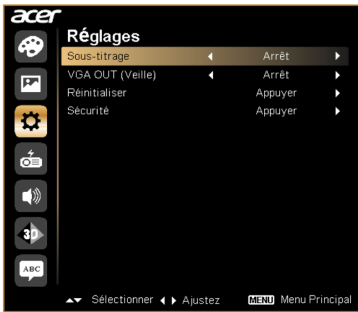 acer
Réglages
Sous-titrage Arrêt
VGA OUT (Veille) Arrêt
Réinitialiser Appuyer
Sécurité Appuyer
3D
ABC
Sélectionner Ajustez MENU Menu Principal